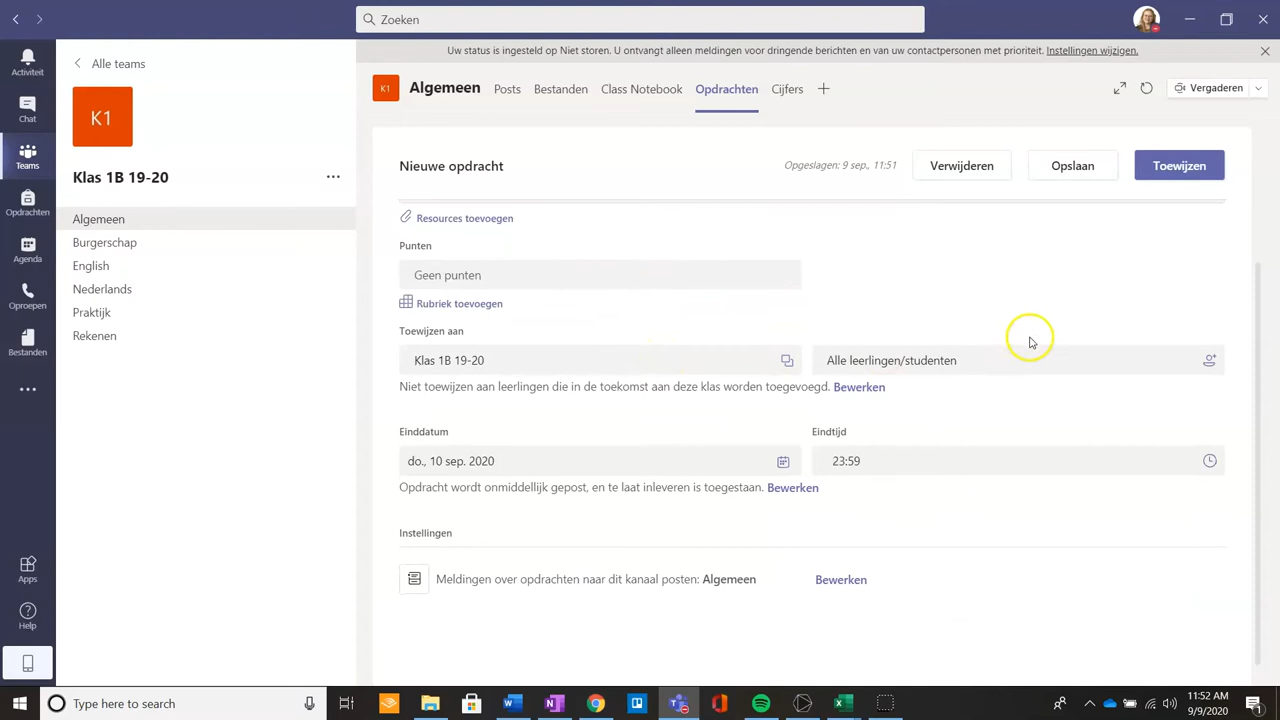 Zoeken
Uw status is ingesteld op Niet storen. U ontvangt alleen meldingen voor dringende berichten en van uw contactpersonen met prioriteit. Instellingen wijzigen.
Activiteit
Chat
Teams
Opdrachten
Agenda
Oproepen
Bestanden
Apps
Help
Alle teams
K1
Klas 1B 19-20
Algemeen
Burgerschap
English
Nederlands
Praktijk
Rekenen
K1 Algemeen Posts Bestanden Class Notebook Opdrachten Cijfers Vergaderen
Nieuwe opdracht Opgeslagen: 9 sep., 11:51 Verwijderen Opslaan Toewijzen
Resources toevoegen
Punten
Geen punten
Rubriek toevoegen
Toewijzen aan
Klas 1B 19-20 Alle leerlingen/studenten
Niet toewijzen aan leerlingen die in de toekomst aan deze klas worden toegevoegd. Bewerken
Einddatum Eindtijd
do., 10 sep. 2020 23:59
Opdracht wordt onmiddellijk gepost, en te laat inleveren is toegestaan. Bewerken
Instellingen
Meldingen over opdrachten naar dit kanaal posten: Algemeen Bewerken
Type here to search
11:52 AM
9/9/2020